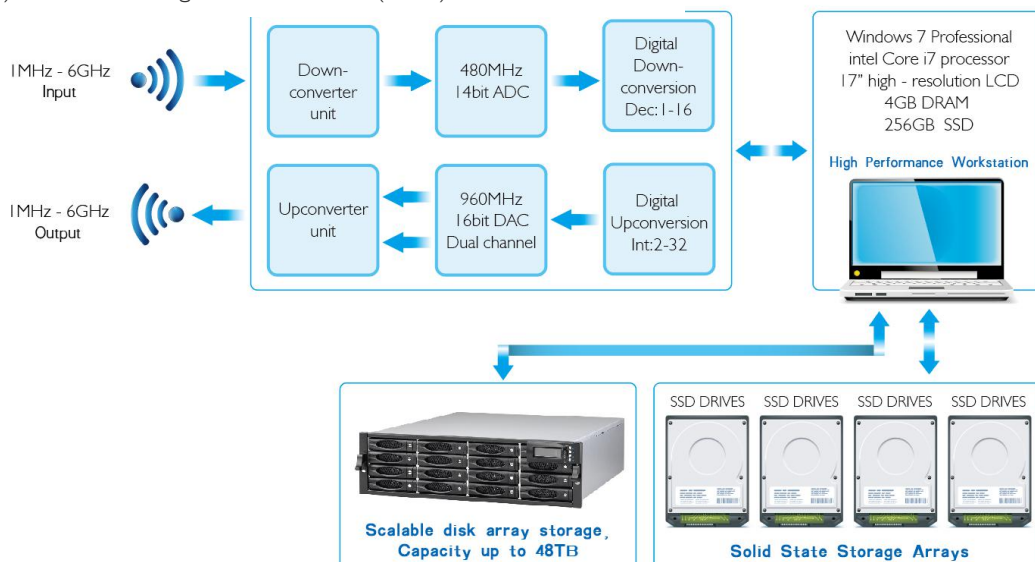 1MHz - 6GHz
Input
Down-
converter
unit
480MHz
14bit ADC
Digital
Down-
conversion
Dec:1-16
Windows 7 Professional
intel Core i7 processor
17" high - resolution LCD
4GB DRAM
256GB SSD
High Performance Workstation
1MHz - 6GHz
Output
Upconverter
unit
960MHz
16bit DAC
Dual channel
Digital
Upconversion
Int:2-32
SSD DRIVES
SSD DRIVES
SSD DRIVES
SSD DRIVES
Scalable disk array storage,
Capacity up to 48TB
Solid State Storage Arrays